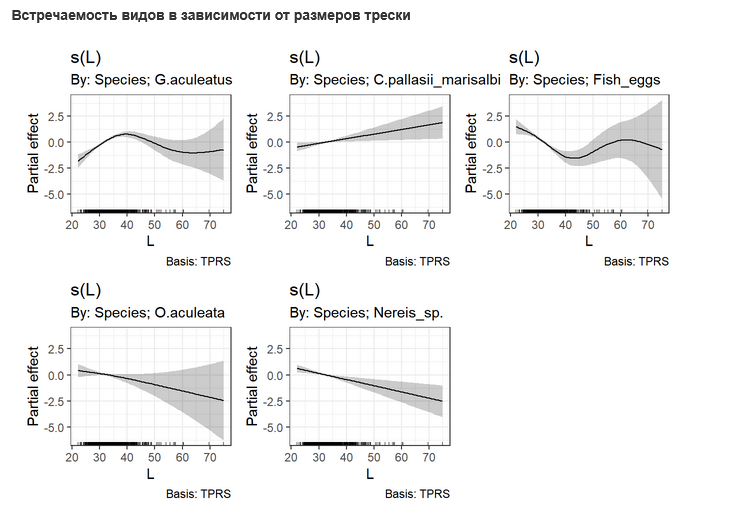 Встречаемость видов в зависимости от размеров трески
s(L) s(L) s(L)
By: Species; G.aculeatus By: Species; C.pallasii_marisalbi By: Species; Fish_eggs
Partial effect Partial effect Partial effect
2.5 2.5 2.5
0.0 0.0 0.0
-2.5 -2.5 -2.5
-5.0 -5.0 -5.0
20 30 40 50 60 70 20 30 40 50 60 70 20 30 40 50 60 70
L L L
Basis: TPRS Basis: TPRS Basis: TPRS
s(L) s(L)
By: Species; O.aculeata By: Species; Nereis_sp.
Partial effect Partial effect
2.5 2.5
0.0 0.0
-2.5 -2.5
-5.0 -5.0
20 30 40 50 60 70 20 30 40 50 60 70
L L
Basis: TPRS Basis: TPRS